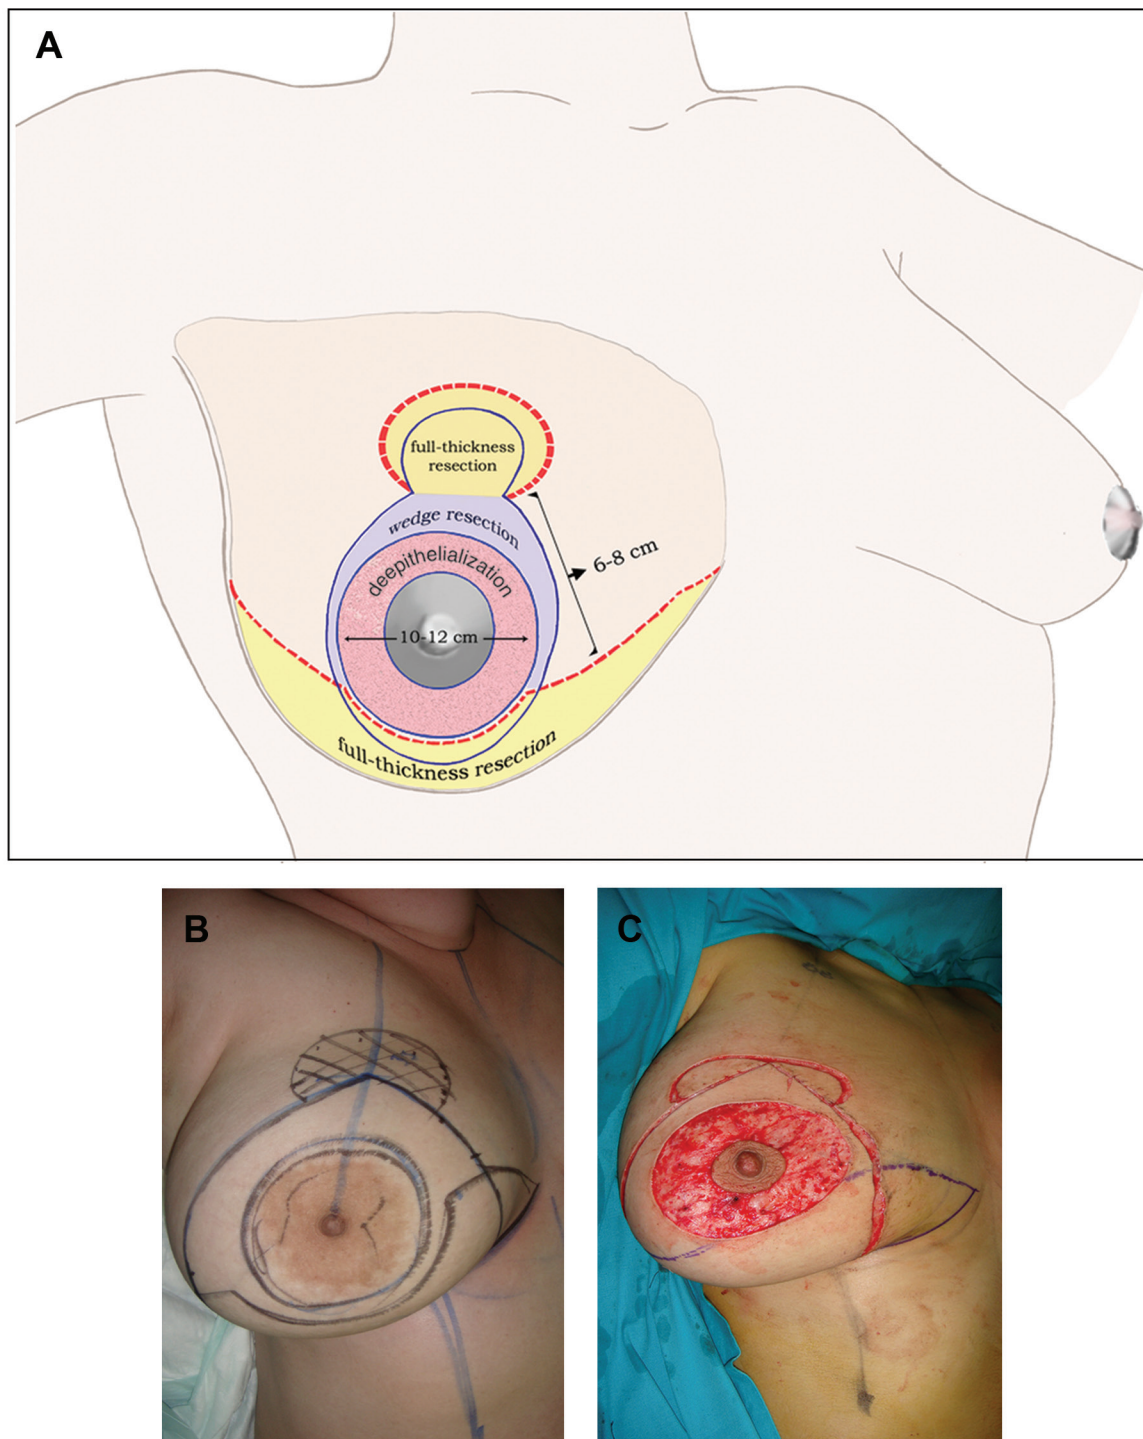 A
full-thickness
resection
wedge resection
deepithelialization
6-8 cm
10-12 cm
full-thickness resection
B
C